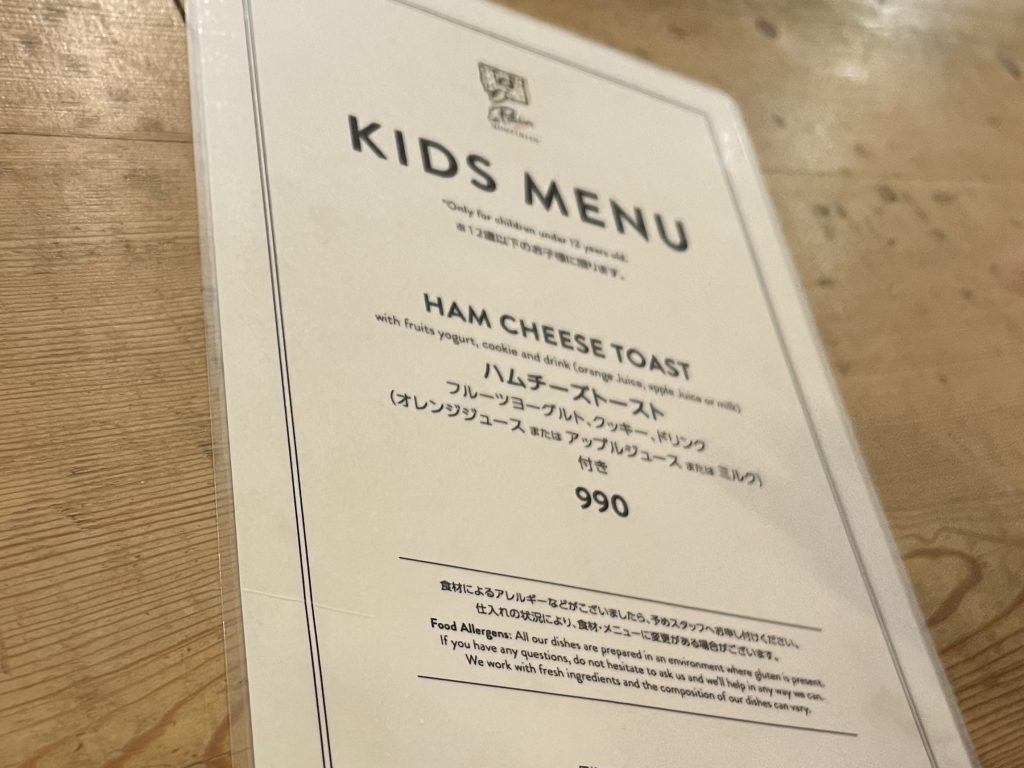 KIDS MENU
*Only for children under 12 years old.
※12歳以下のお子様に限ります。
HAM CHEESE TOAST
with fruits yogurt, cookie and drink (orange Juice, apple Juice or milk)
ハムチーズトースト
フルーツヨーグルト、クッキー、ドリンク
(オレンジジュース または アップルジュース または ミルク)
付き
990
食材によるアレルギーなどがございましたら、予めスタッフへお申し付けください。
仕入れの状況により、食材・メニューに変更がある場合がございます。
Food Allergens: All our dishes are prepared in an environment where gluten is present.
If you have any questions, do not hesitate to ask us and we'll help in any way we can.
We work with fresh ingredients and the composition of our dishes can vary.